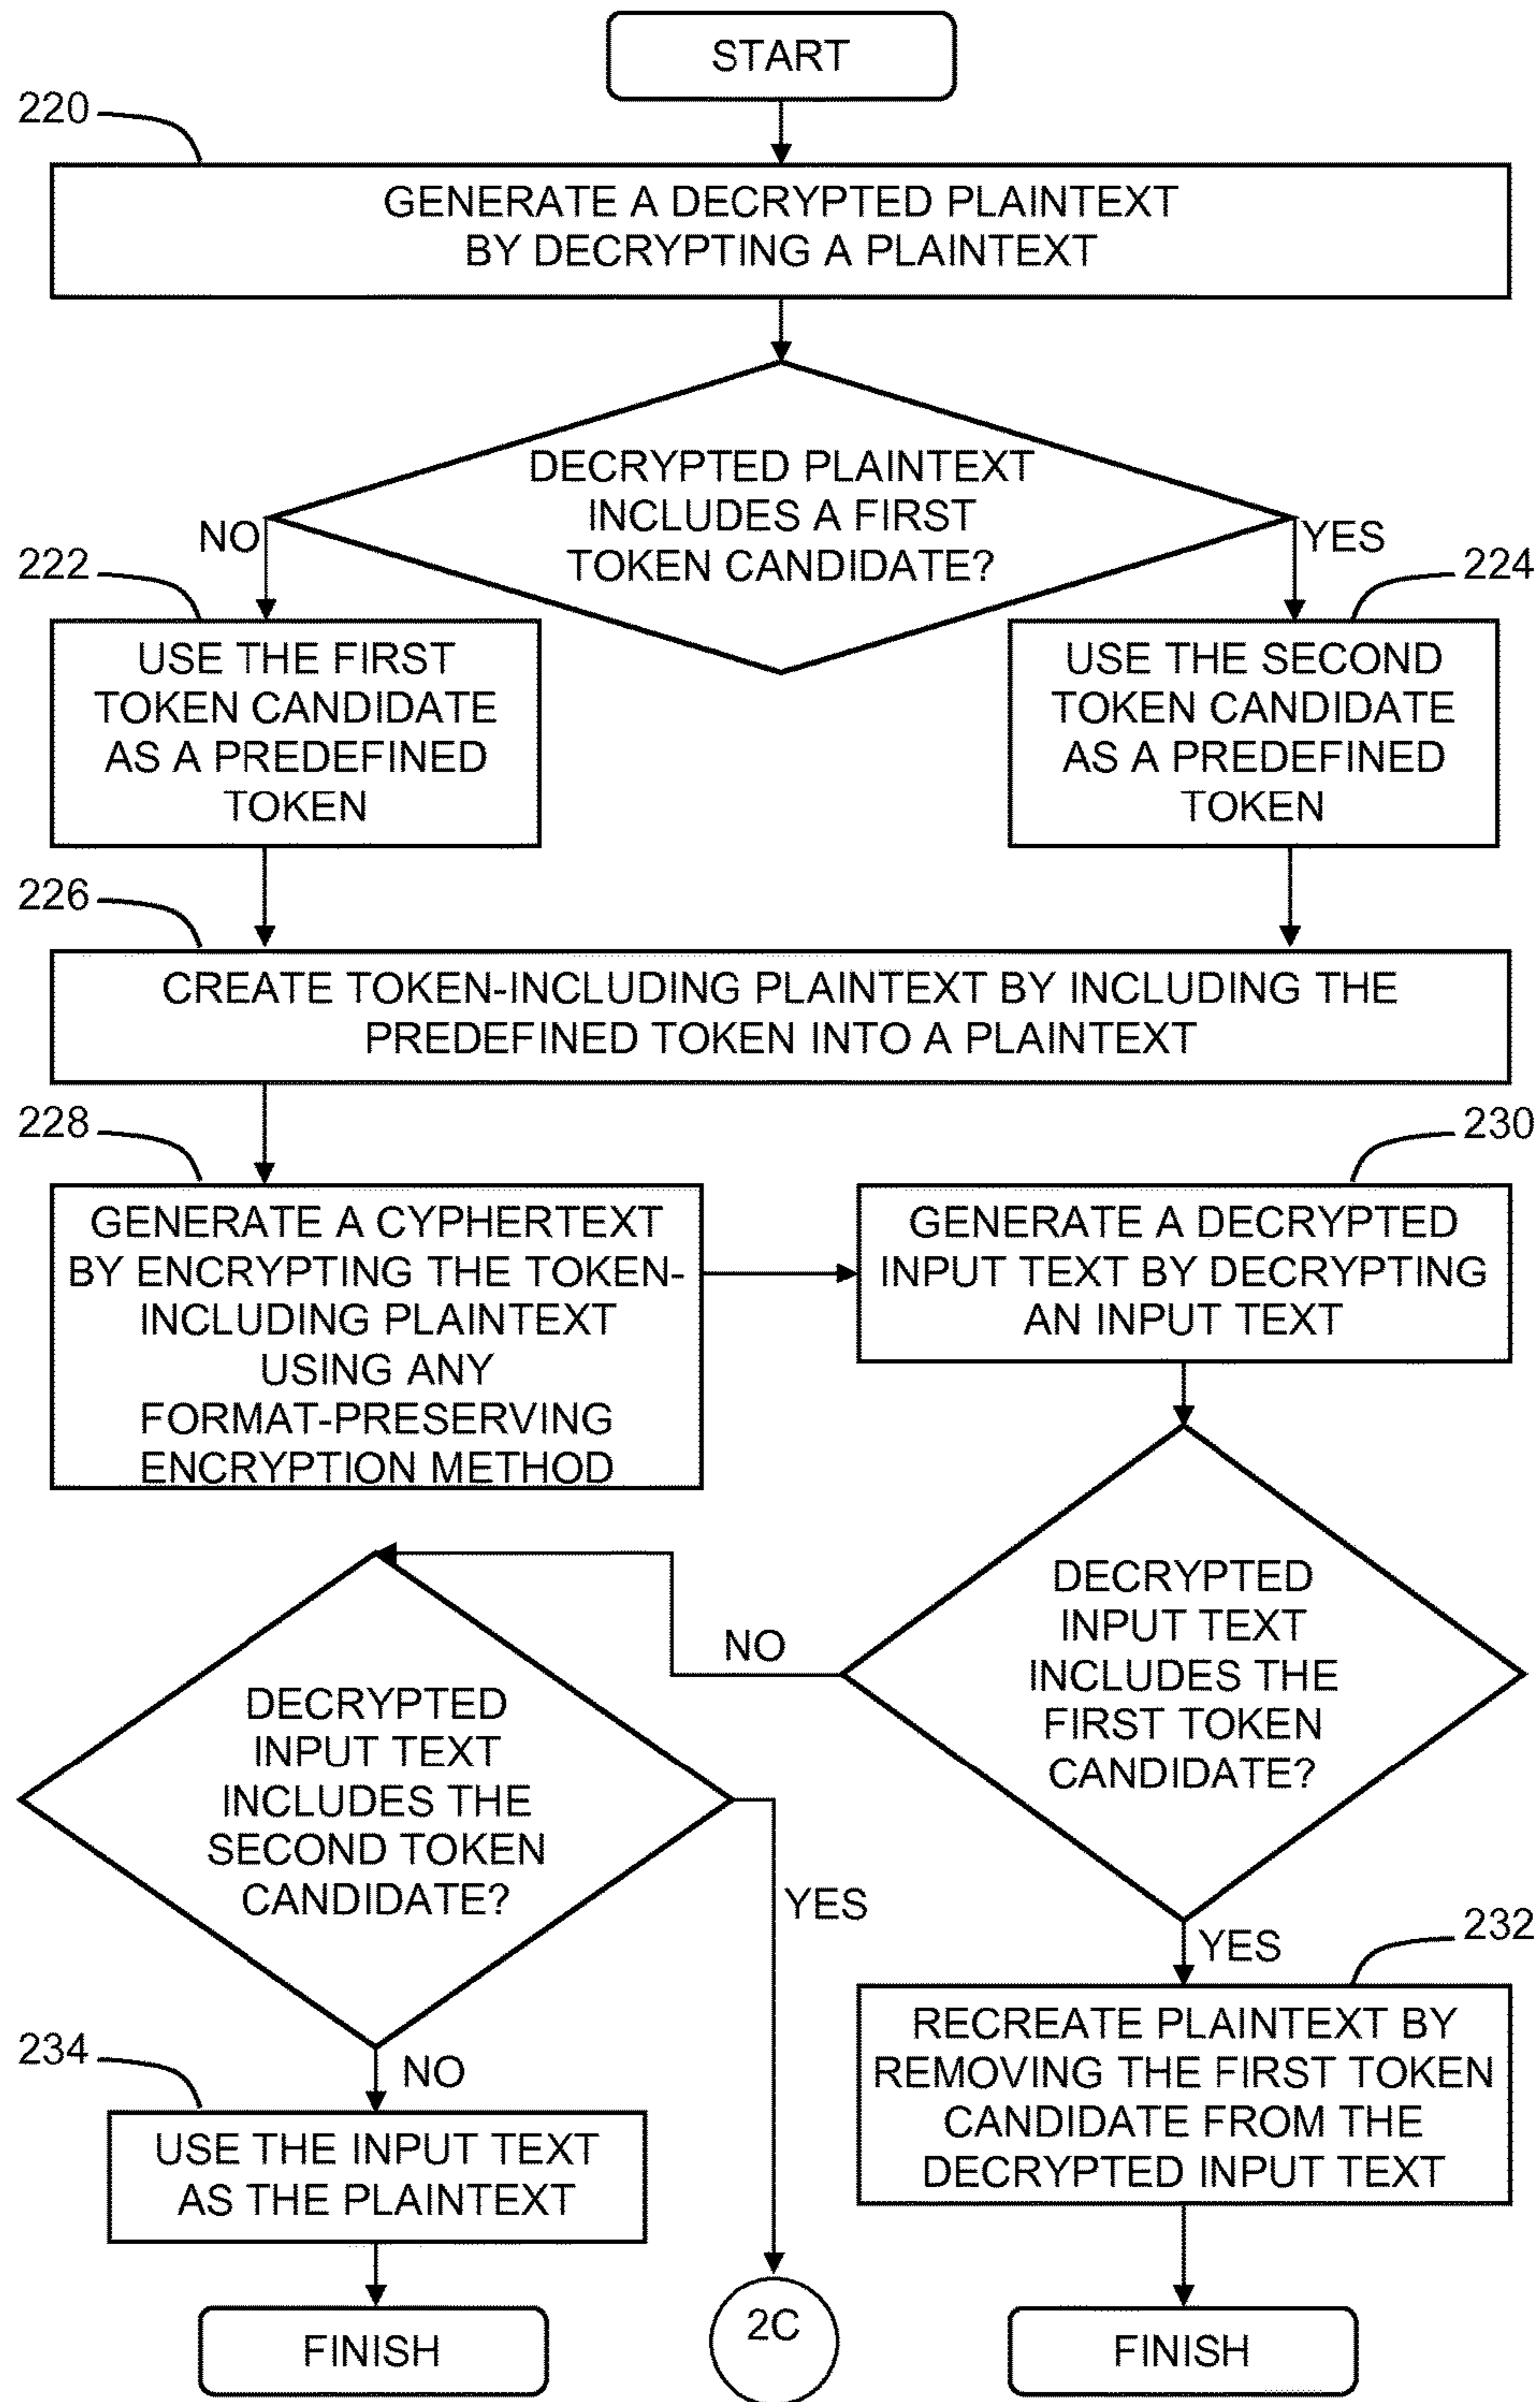 START
220
GENERATE A DECRYPTED PLAINTEXT
BY DECRYPTING A PLAINTEXT
DECRYPTED PLAINTEXT
INCLUDES A FIRST
TOKEN CANDIDATE?
NO
YES
222
224
USE THE FIRST
TOKEN CANDIDATE
AS A PREDEFINED
TOKEN
USE THE SECOND
TOKEN CANDIDATE
AS A PREDEFINED
TOKEN
226
CREATE TOKEN-INCLUDING PLAINTEXT BY INCLUDING THE
PREDEFINED TOKEN INTO A PLAINTEXT
228
230
GENERATE A CYPHERTEXT
BY ENCRYPTING THE TOKEN-
INCLUDING PLAINTEXT
USING ANY
FORMAT-PRESERVING
ENCRYPTION METHOD
GENERATE A DECRYPTED
INPUT TEXT BY DECRYPTING
AN INPUT TEXT
DECRYPTED
INPUT TEXT
INCLUDES THE
FIRST TOKEN
CANDIDATE?
NO
DECRYPTED
INPUT TEXT
INCLUDES THE
SECOND TOKEN
CANDIDATE?
YES
YES
232
RECREATE PLAINTEXT BY
REMOVING THE FIRST TOKEN
CANDIDATE FROM THE
DECRYPTED INPUT TEXT
234
NO
USE THE INPUT TEXT
AS THE PLAINTEXT
FINISH
2C
FINISH